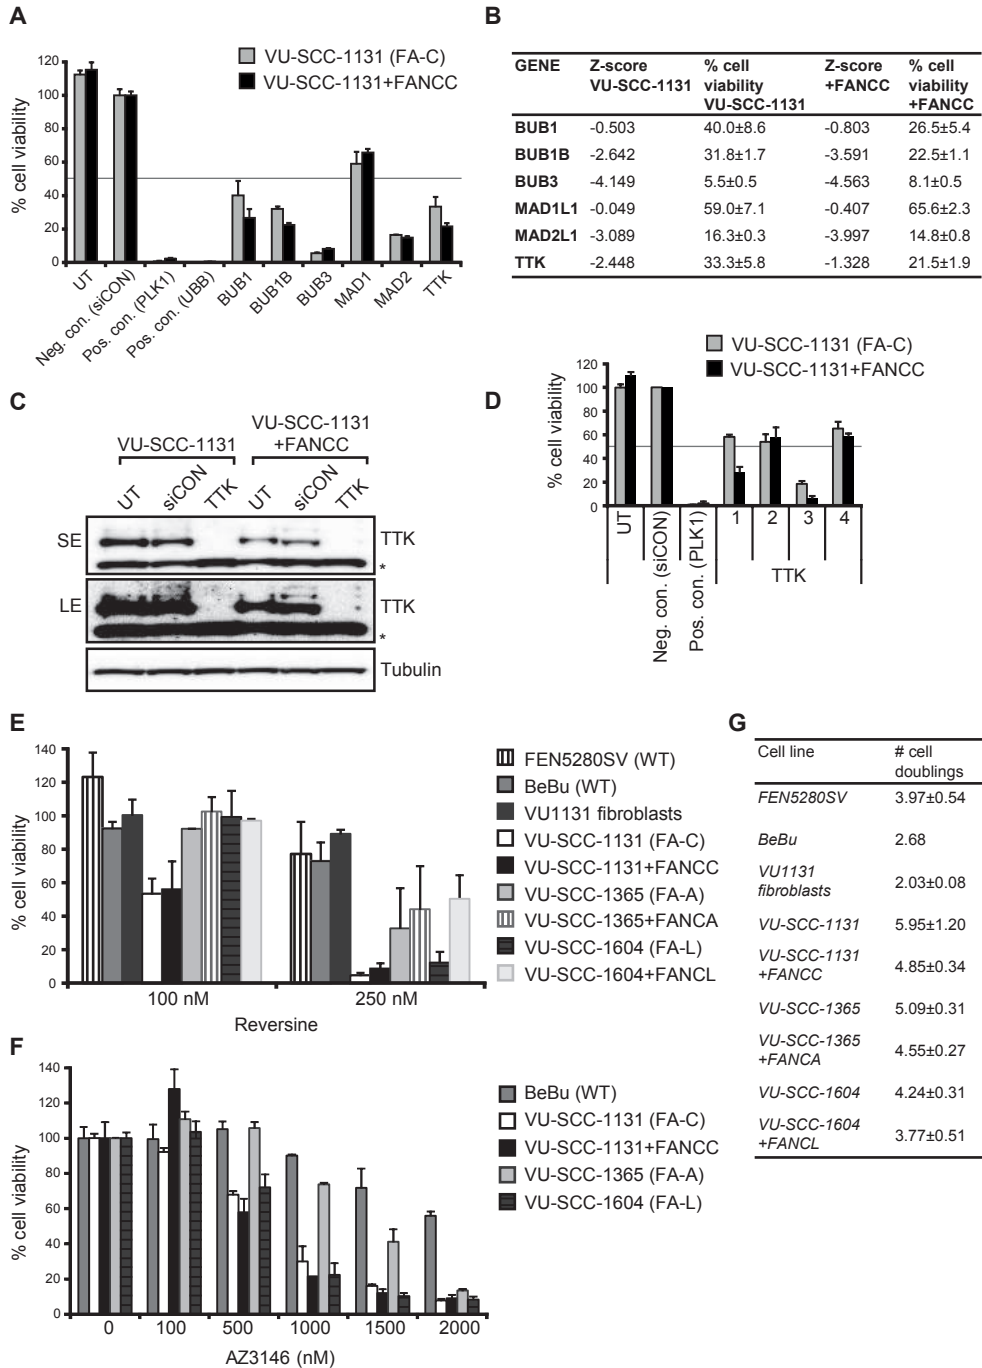 A
VU-SCC-1131 (FA-C)
VU-SCC-1131+FANCC
% cell viability
120
100
80
60
40
20
0
UT
Neg. con. (siCON)
Pos. con. (PLK1)
Pos. con. (UBB)
BUB1
BUB1B
BUB3
MAD1
MAD2
TTK
B
GENE Z-score VU-SCC-1131 % cell viability VU-SCC-1131 Z-score +FANCC % cell viability +FANCC
BUB1 -0.503 40.0±8.6 -0.803 26.5±5.4
BUB1B -2.642 31.8±1.7 -3.591 22.5±1.1
BUB3 -4.149 5.5±0.5 -4.563 8.1±0.5
MAD1L1 -0.049 59.0±7.1 -0.407 65.6±2.3
MAD2L1 -3.089 16.3±0.3 -3.997 14.8±0.8
TTK -2.448 33.3±5.8 -1.328 21.5±1.9
C
VU-SCC-1131
VU-SCC-1131
+FANCC
UT siCON TTK UT siCON TTK
SE TTK
*
LE TTK
*
Tubulin
D
VU-SCC-1131 (FA-C)
VU-SCC-1131+FANCC
% cell viability
120
100
80
60
40
20
0
UT
Neg. con. (siCON)
Pos. con. (PLK1)
1 2 3 4
TTK
E
% cell viability
140
120
100
80
60
40
20
0
100 nM 250 nM
Reversine
FEN5280SV (WT)
BeBu (WT)
VU1131 fibroblasts
VU-SCC-1131 (FA-C)
VU-SCC-1131+FANCC
VU-SCC-1365 (FA-A)
VU-SCC-1365+FANCA
VU-SCC-1604 (FA-L)
VU-SCC-1604+FANCL
F
% cell viability
140
120
100
80
60
40
20
0
0 100 500 1000 1500 2000
AZ3146 (nM)
BeBu (WT)
VU-SCC-1131 (FA-C)
VU-SCC-1131+FANCC
VU-SCC-1365 (FA-A)
VU-SCC-1604 (FA-L)
G
Cell line # cell doublings
FEN5280SV 3.97±0.54
BeBu 2.68
VU1131 fibroblasts 2.03±0.08
VU-SCC-1131 5.95±1.20
VU-SCC-1131 +FANCC 4.85±0.34
VU-SCC-1365 5.09±0.31
VU-SCC-1365 +FANCA 4.55±0.27
VU-SCC-1604 4.24±0.31
VU-SCC-1604 +FANCL 3.77±0.51